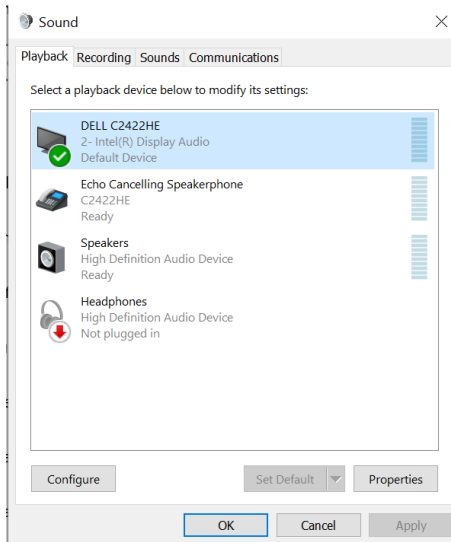 Sound
Playback Recording Sounds Communications
Select a playback device below to modify its settings:
DELL C2422HE
2- Intel(R) Display Audio
Default Device
Echo Cancelling Speakerphone
C2422HE
Ready
Speakers
High Definition Audio Device
Ready
Headphones
High Definition Audio Device
Not plugged in
Configure Set Default Properties
OK Cancel Apply